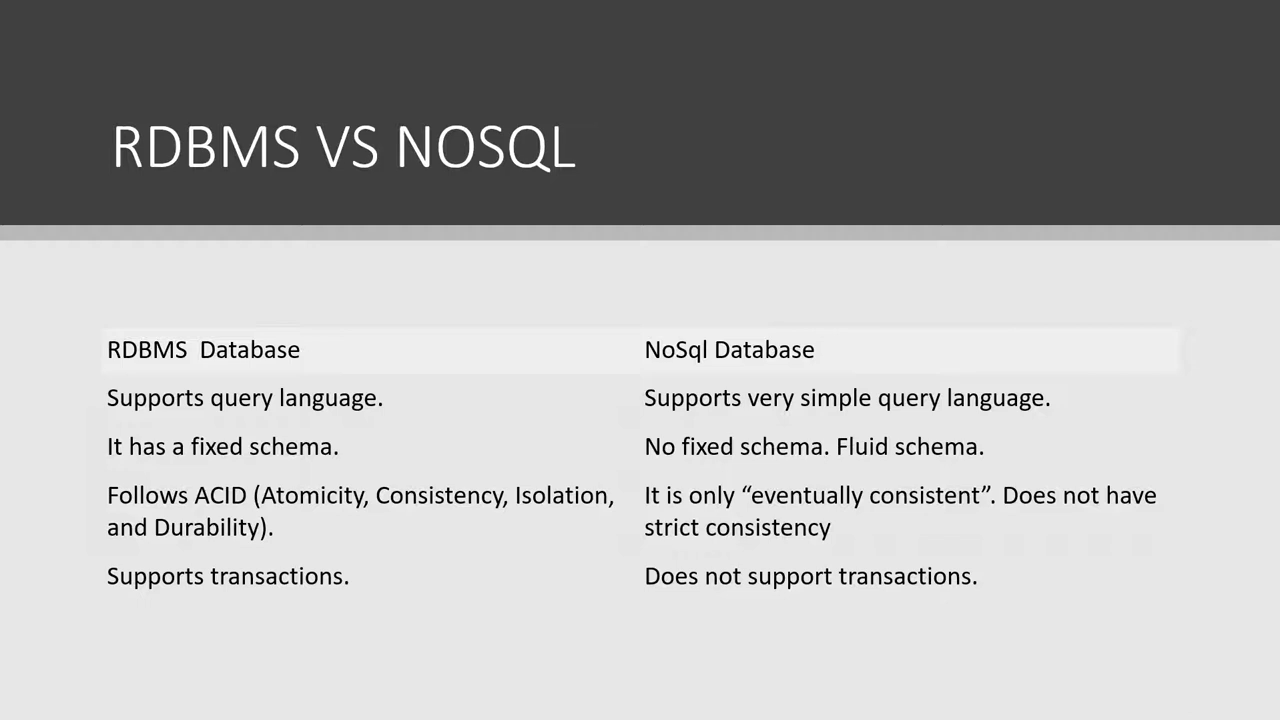 RDBMS VS NOSQL
RDBMS  Database
NoSql Database
Supports query language.
Supports very simple query language.
It has a fixed schema.
No fixed schema. Fluid schema.
Follows ACID (Atomicity, Consistency, Isolation,
and Durability).
It is only “eventually consistent”. Does not have
strict consistency
Supports transactions.
Does not support transactions.